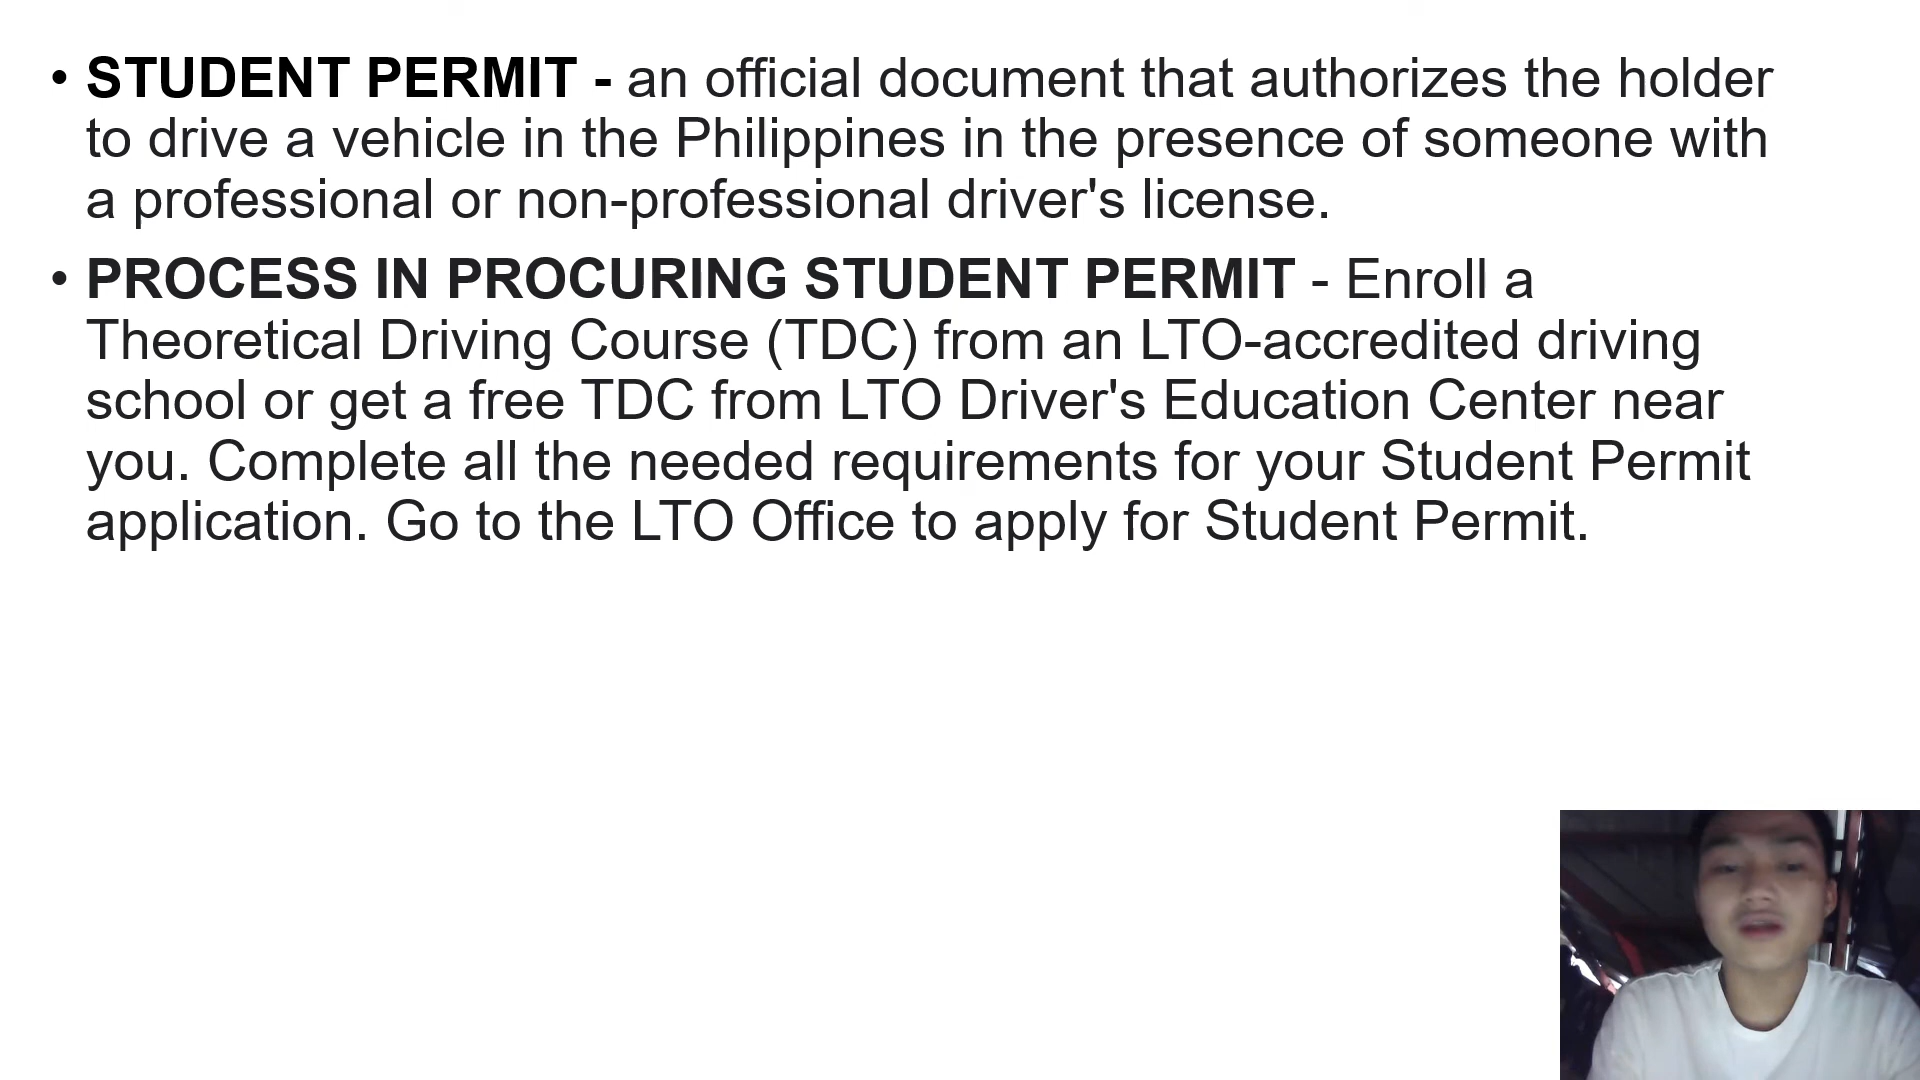 • STUDENT PERMIT - an official document that authorizes the holder
to drive a vehicle in the Philippines in the presence of someone with
a professional or non-professional driver's license.
• PROCESS IN PROCURING STUDENT PERMIT - Enroll a
Theoretical Driving Course (TDC) from an LTO-accredited driving
school or get a free TDC from LTO Driver's Education Center near
you. Complete all the needed requirements for your Student Permit
application. Go to the LTO Office to apply for Student Permit.